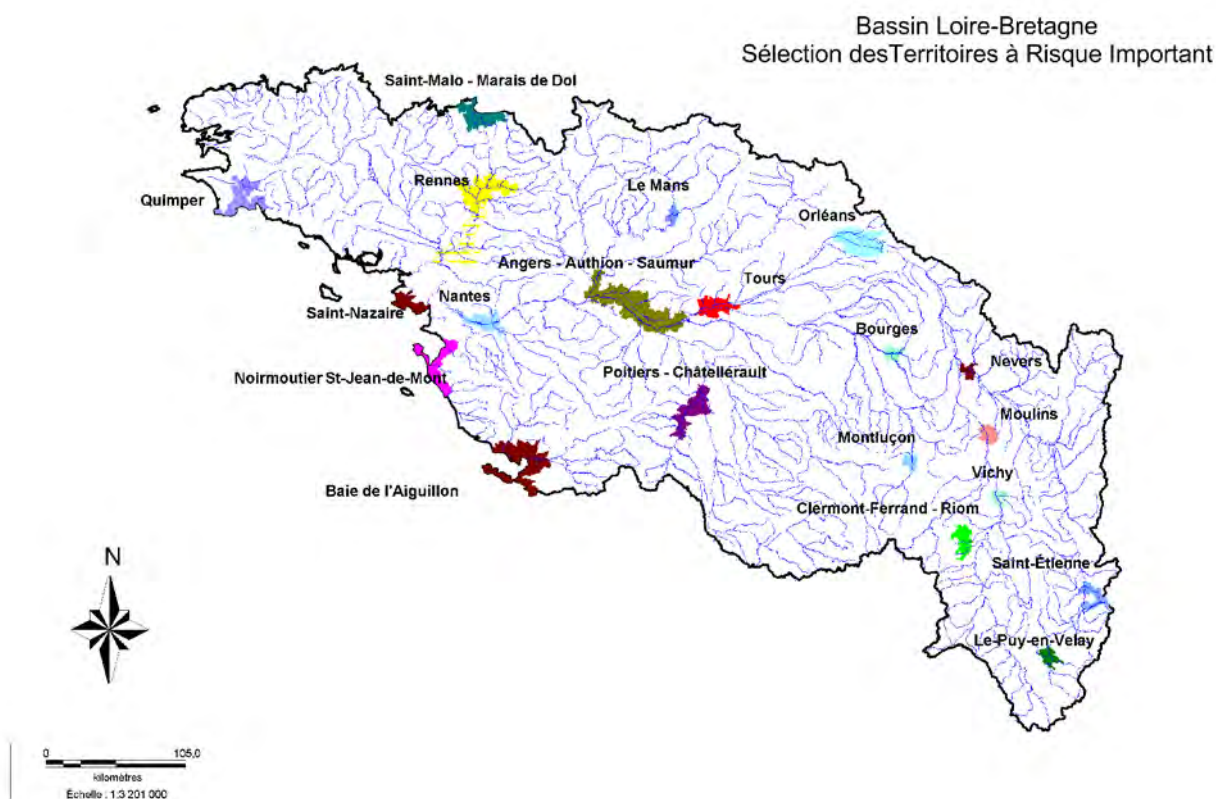 Bassin Loire-Bretagne
Sélection desTerritoires à Risque Important
Saint-Malo - Marais de Dol
Rennes
Le Mans
Quimper
Orléans
Angers - Authion - Saumur
Tours
Nantes
Saint-Nazaire
Bourges
Nevers
Noirmoutier St-Jean-de-Mont
Poitiers - Châtellérault
Moulins
Montluçon
Vichy
Baie de l'Aiguillon
Clermont-Ferrand - Riom
N
Saint-Étienne
Le-Puy-en-Velay
0 105,0
kilomètres
Échelle : 1:3 201 000